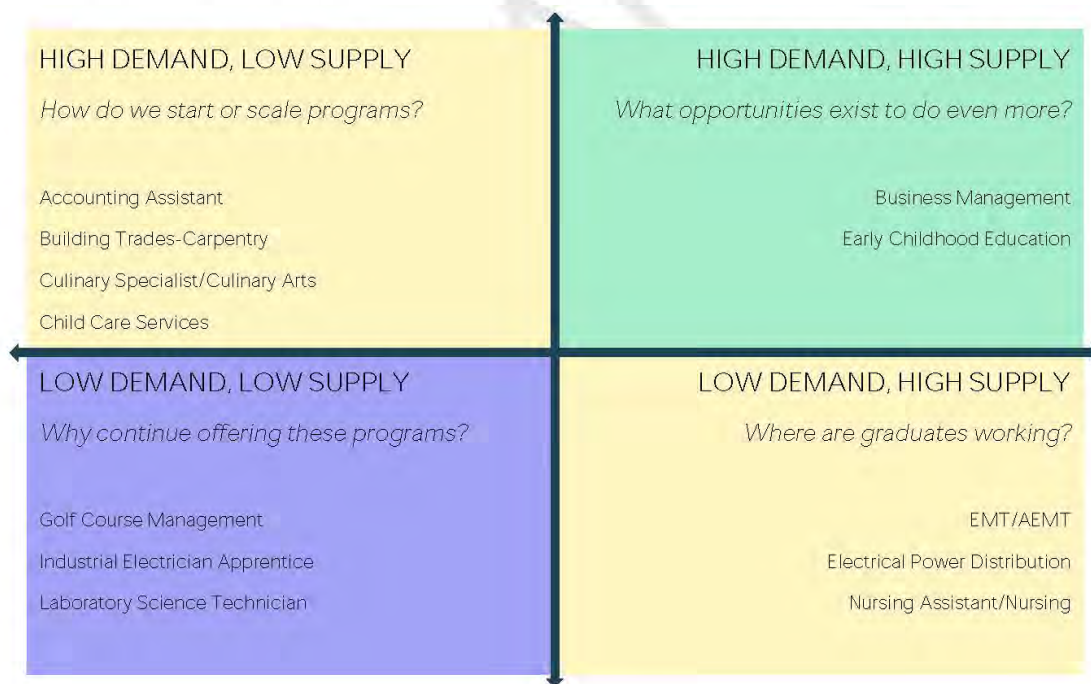 HIGH DEMAND, LOW SUPPLY
How do we start or scale programs?
Accounting Assistant
Building Trades-Carpentry
Culinary Specialist/Culinary Arts
Child Care Services
HIGH DEMAND, HIGH SUPPLY
What opportunities exist to do even more?
Business Management
Early Childhood Education
LOW DEMAND, LOW SUPPLY
Why continue offering these programs?
Golf Course Management
Industrial Electrician Apprentice
Laboratory Science Technician
LOW DEMAND, HIGH SUPPLY
Where are graduates working?
EMT/AEMT
Electrical Power Distribution
Nursing Assistant/Nursing